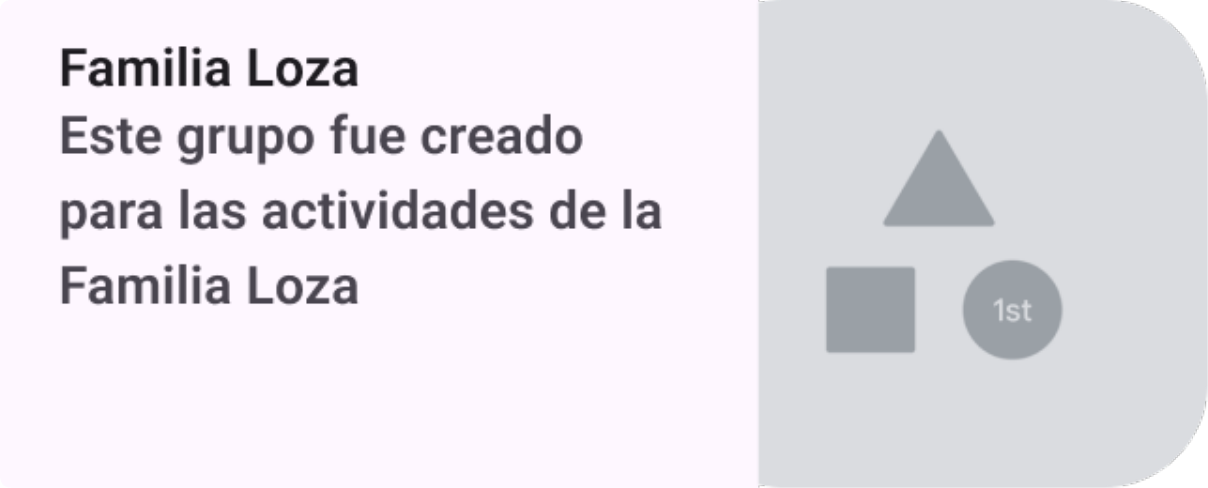 Familia Loza
Este grupo fue creado
para las actividades de la
Familia Loza
1st